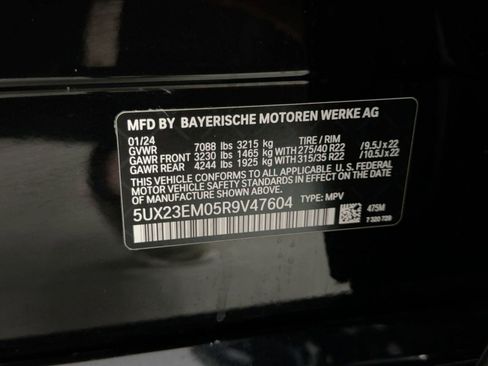 MFD BY BAYERISCHE MOTOREN WERKE AG
01/24
GVWR 7088 lbs 3215 kg TIRE / RIM
GAWR FRONT 3230 lbs 1465 kg WITH 275/40 R22 / 9.5J x 22
GAWR REAR 4244 lbs 1925 kg WITH 315/35 R22 / 10.5J x 22
THIS VEHICLE CONFORMS TO ALL APPLICABLE U. S. FEDERAL
MOTOR VEHICLE SAFETY STANDARDS IN EFFECT ON THE
DATE OF MANUFACTURE SHOWN ABOVE.
5UX23EM05R9V47604 TYPE: MPV
475M
7 320 729